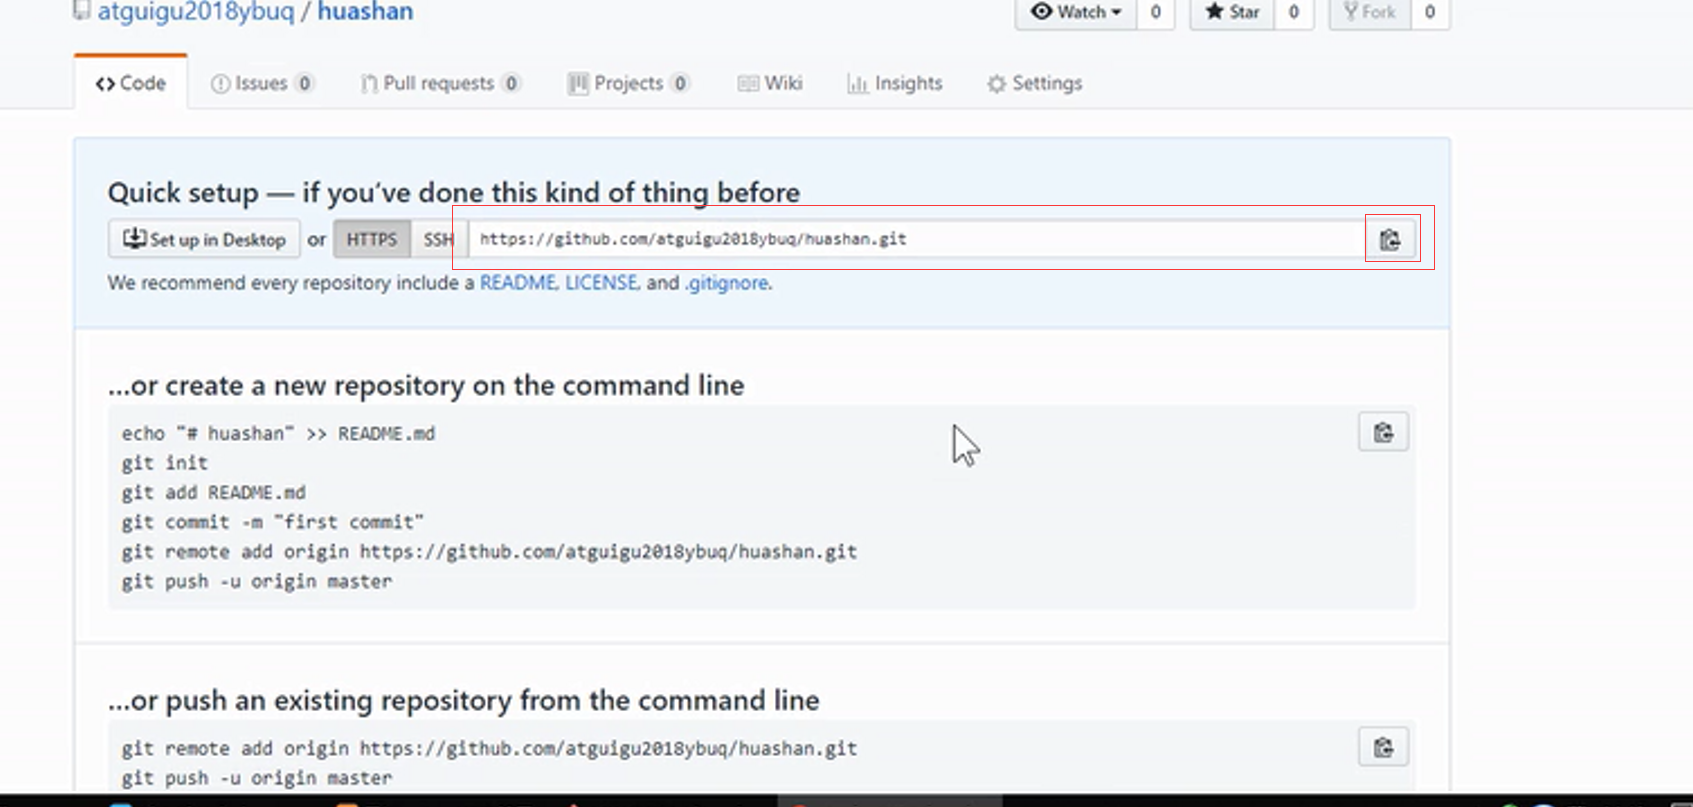 atguigu2018ybuq / huashan
Watch 0 Star 0 Fork 0
Code Issues 0 Pull requests 0 Projects 0 Wiki Insights Settings
Quick setup — if you’ve done this kind of thing before
Set up in Desktop or HTTPS SSH https://github.com/atguigu2018ybuq/huashan.git
We recommend every repository include a README, LICENSE, and .gitignore.
...or create a new repository on the command line
echo "# huashan" >> README.md
git init
git add README.md
git commit -m "first commit"
git remote add origin https://github.com/atguigu2018ybuq/huashan.git
git push -u origin master
...or push an existing repository from the command line
git remote add origin https://github.com/atguigu2018ybuq/huashan.git
git push -u origin master